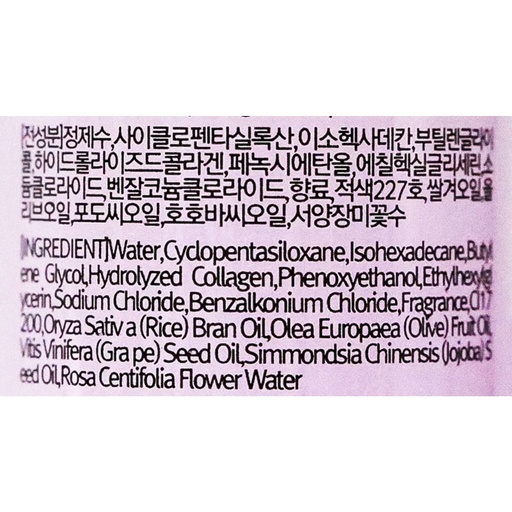 [전성분]정제수,사이클로펜타실록산,이소헥사데칸,부틸렌글라이
콜,하이드롤라이즈드콜라겐,페녹시에탄올,에칠헥실글리세린,소
듐클로라이드,벤잘코늄클로라이드,향료,적색227호,쌀겨오일,올
리브오일,포도씨오일,호호바씨오일,서양장미꽃수
[INGREDIENT]Water,Cyclopentasiloxane,Isohexadecane,Butyl
ene Glycol,Hydrolyzed Collagen,Phenoxyethanol,Ethylhexylgl
ycerin,Sodium Chloride,Benzalkonium Chloride,Fragrance,CI 17
200,Oryza Sativ a (Rice) Bran Oil,Olea Europaea (Olive) Fruit Oil,
Vitis Vinifera (Gra pe) Seed Oil,Simmondsia Chinensis (Jojoba) S
eed Oil,Rosa Centifolia Flower Water